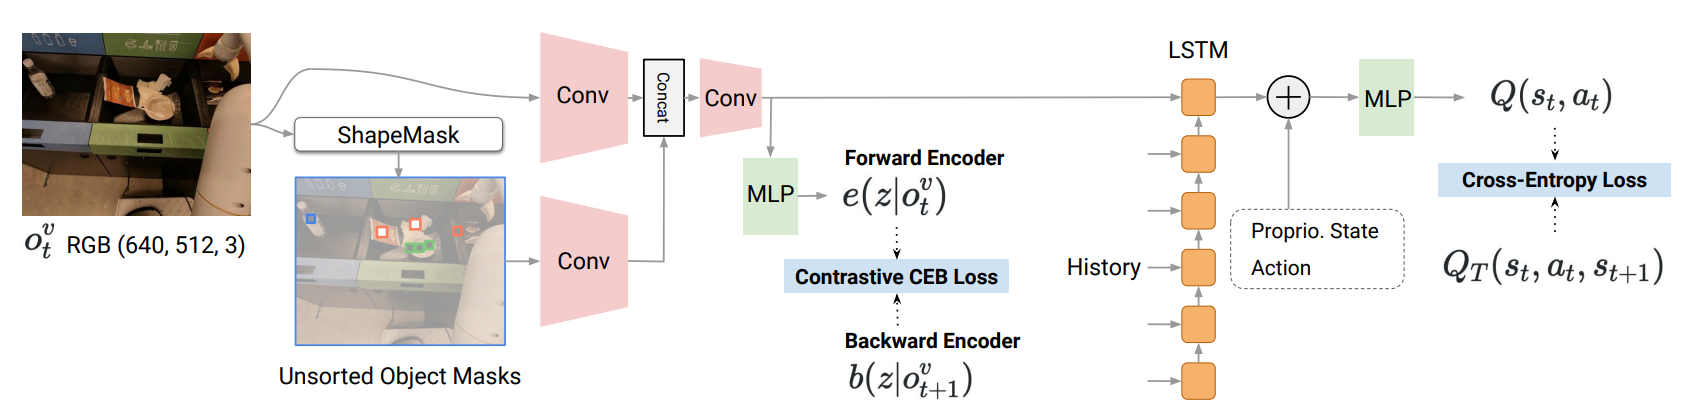 LSTM
Conv
Concat
Conv
MLP
Q(s_t, a_t)
ShapeMask
Forward Encoder
e(z|o_t^v)
MLP
Cross-Entropy Loss
o_t^v RGB (640, 512, 3)
Conv
Contrastive CEB Loss
History
Proprio. State
Action
Q_T(s_t, a_t, s_{t+1})
Backward Encoder
b(z|o_{t+1}^v)
Unsorted Object Masks